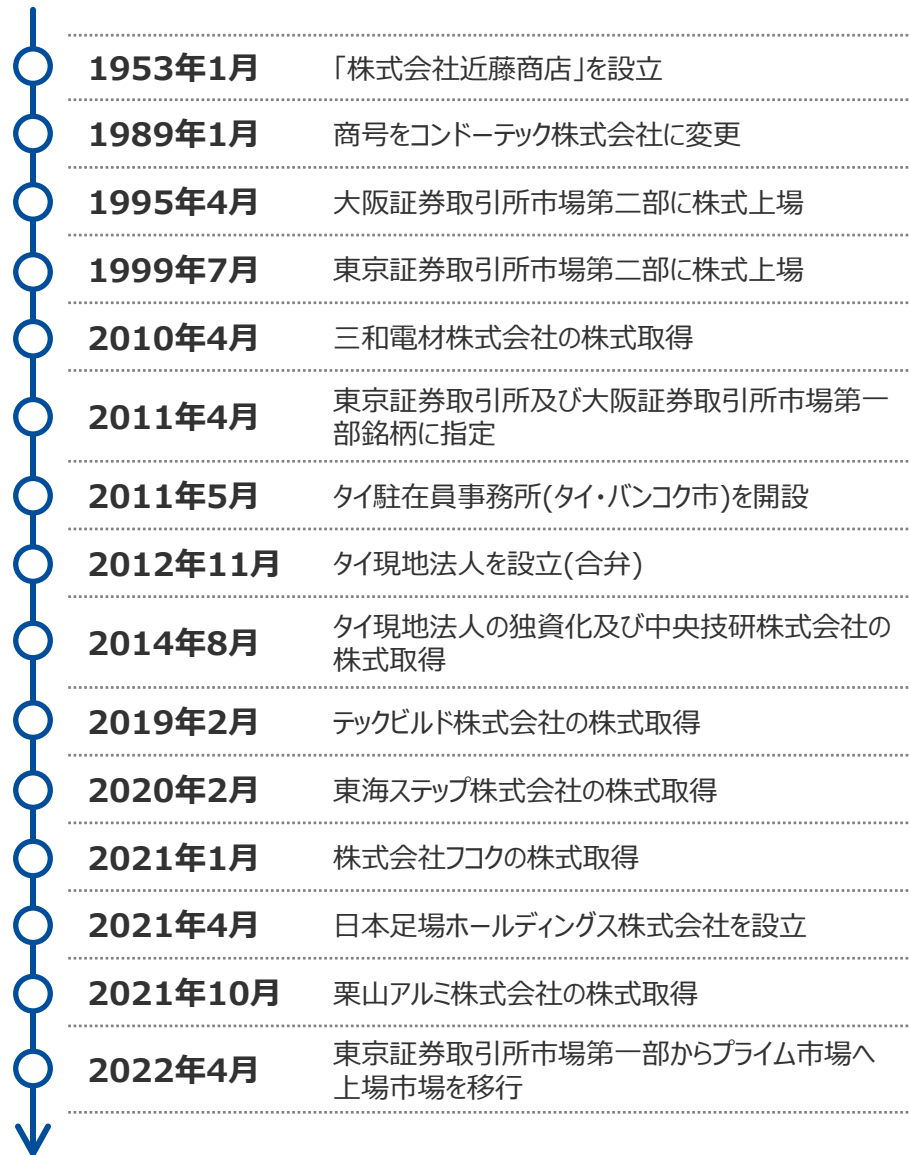 1953年1月 「株式会社近藤商店」を設立
1989年1月 商号をコンドーテック株式会社に変更
1995年4月 大阪証券取引所市場第二部に株式上場
1999年7月 東京証券取引所市場第二部に株式上場
2010年4月 三和電材株式会社の株式取得
2011年4月 東京証券取引所及び大阪証券取引所市場第一
部銘柄に指定
2011年5月 タイ駐在員事務所(タイ・バンコク市)を開設
2012年11月 タイ現地法人を設立(合弁)
2014年8月 タイ現地法人の独資化及び中央技研株式会社の
株式取得
2019年2月 テックビルド株式会社の株式取得
2020年2月 東海ステップ株式会社の株式取得
2021年1月 株式会社フコクの株式取得
2021年4月 日本足場ホールディングス株式会社を設立
2021年10月 栗山アルミ株式会社の株式取得
2022年4月 東京証券取引所市場第一部からプライム市場へ
上場市場を移行